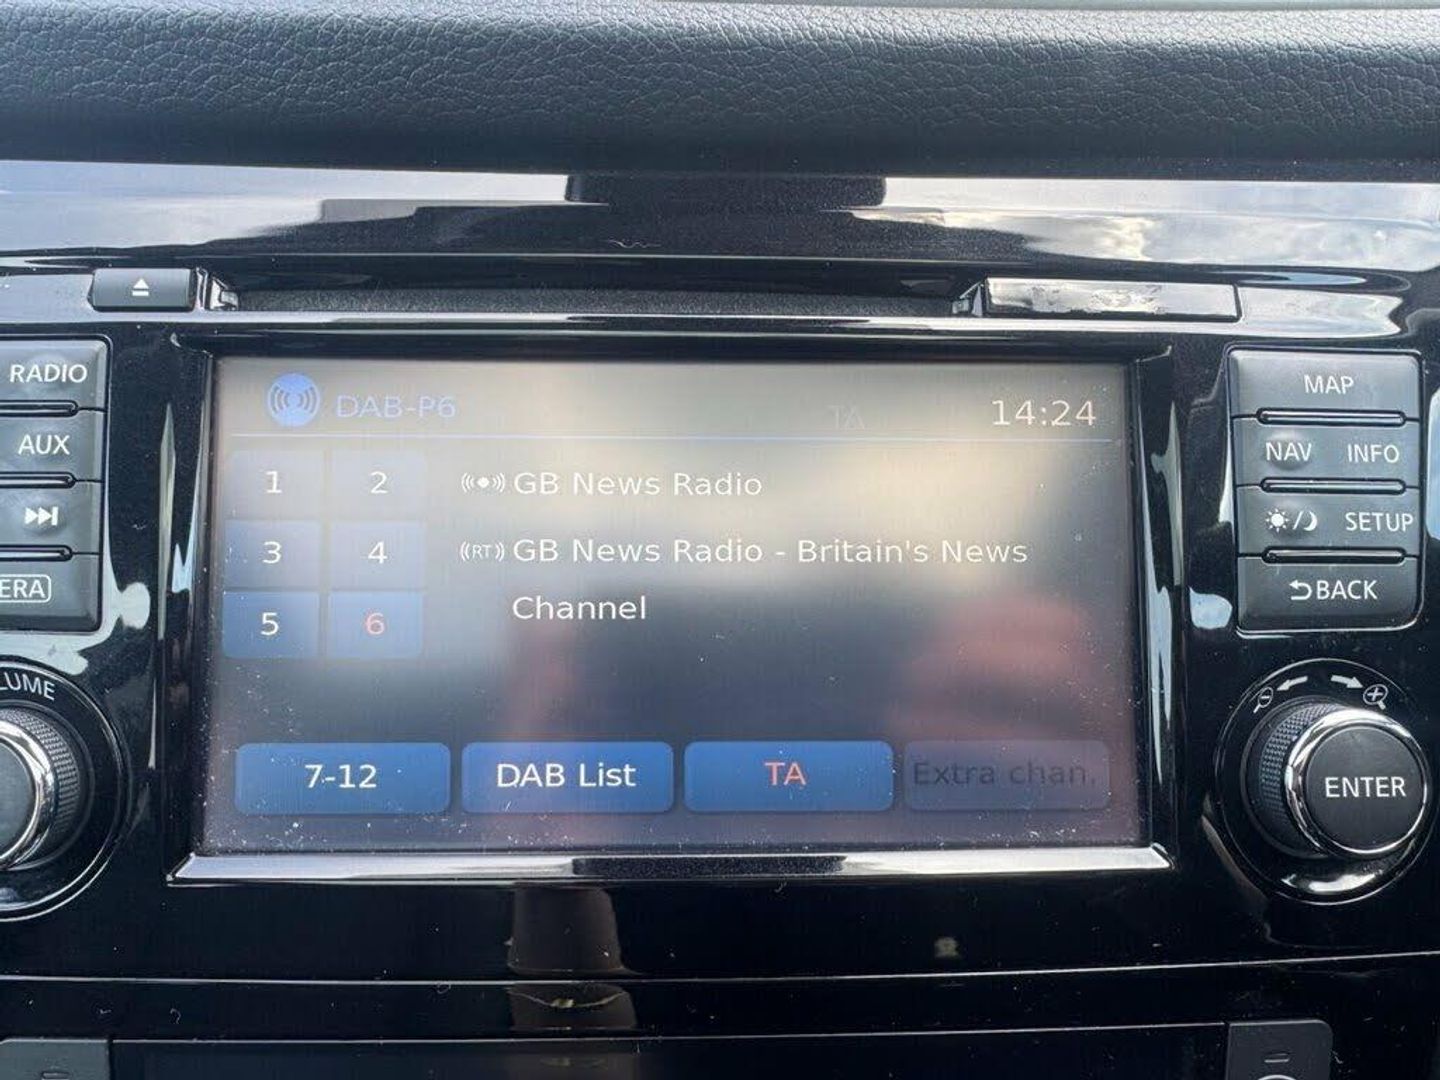 RADIO
AUX
ERA
LUME
DAB-P6
TA
14:24
1 2
3 4
5 6
GB News Radio
RT GB News Radio - Britain's News
Channel
7-12
DAB List
TA
Extra chan.
MAP
NAV INFO
SETUP
BACK
ENTER